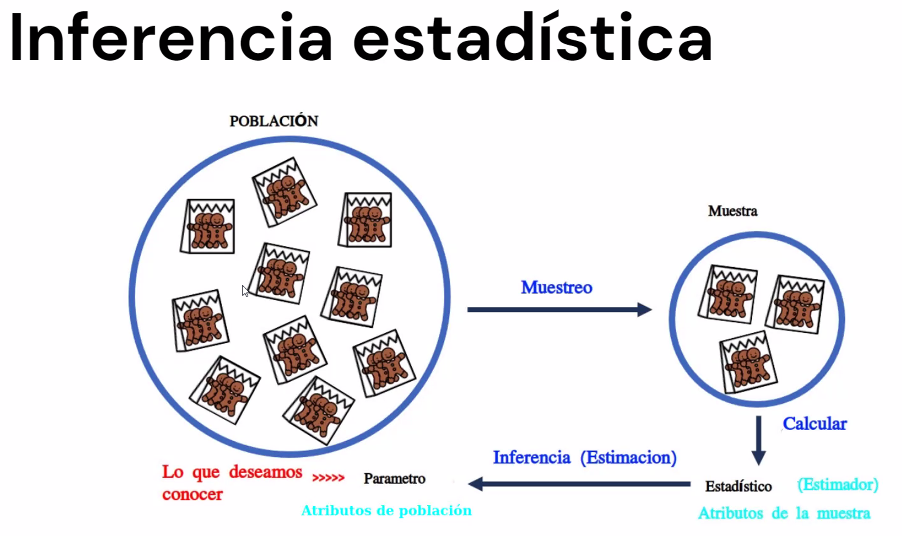 Inferencia estadística
POBLACIÓN
Muestra
Muestreo
Calcular
Inferencia (Estimacion)
Lo que deseamos
conocer
>>>>>
Parametro
Atributos de población
Estadístico
(Estimador)
Atributos de la muestra